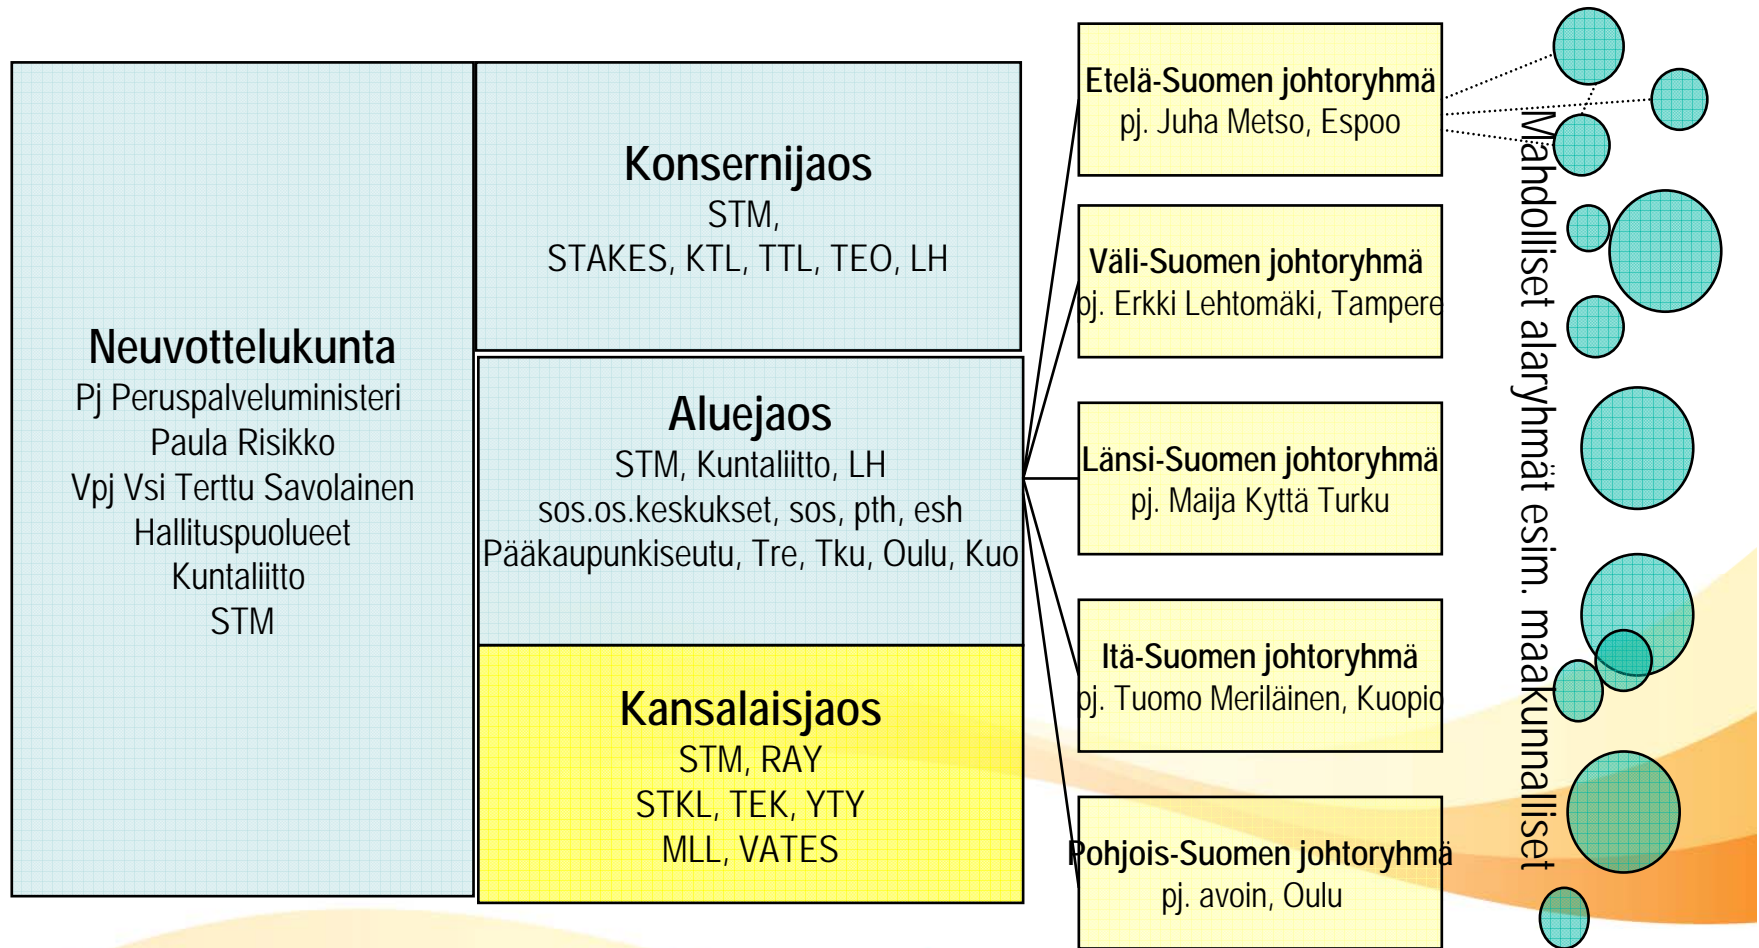 Neuvottelukunta
Pj Peruspalveluministeri
Paula Risikko
Vpj Vsi Terttu Savolainen
Hallituspuolueet
Kuntaliitto
STM
Konsernijaos
STM,
STAKES, KTL, TTL, TEO, LH
Aluejaos
STM, Kuntaliitto, LH
sos.os.keskukset, sos, pth, esh
Pääkaupunkiseutu, Tre, Tku, Oulu, Kuo
Kansalaisjaos
STM, RAY
STKL, TEK, YTY
MLL, VATES
Etelä-Suomen johtoryhmä
pj. Juha Metso, Espoo
Väli-Suomen johtoryhmä
pj. Erkki Lehtomäki, Tampere
Länsi-Suomen johtoryhmä
pj. Maija Kyttä Turku
Itä-Suomen johtoryhmä
pj. Tuomo Meriläinen, Kuopio
Pohjois-Suomen johtoryhmä
pj. avoin, Oulu
Mahdolliset alaryhmät esim. maakunnalliset